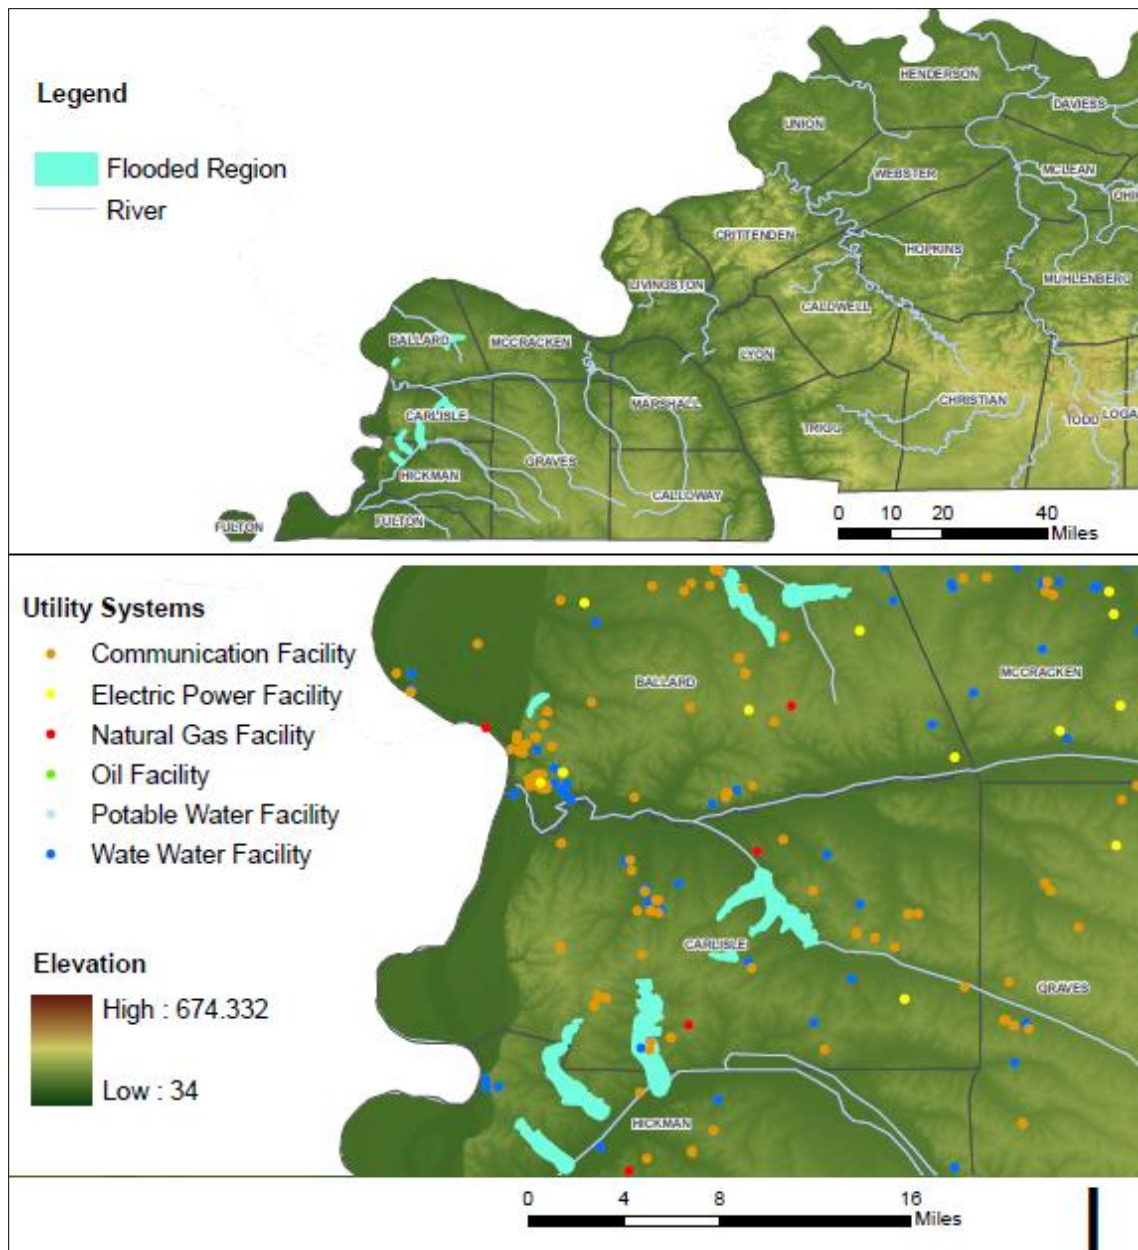 Legend
Flooded Region
River
HENDERSON
DAVIESS
UNION
WEBSTER
MCLEAN
OHIO
CRITTENDEN
HOPKINS
MUHLENBERG
LIVINGSTON
CALDWELL
BALLARD
MCCRACKEN
LYON
CARLISLE
MARSHALL
CHRISTIAN
TRIGG
TODD
LOGA
GRAVES
HICKMAN
CALLOWAY
FULTON
FULTON
0 10 20 40
Miles
Utility Systems
Communication Facility
Electric Power Facility
Natural Gas Facility
Oil Facility
Potable Water Facility
Wate Water Facility
Elevation
High : 674.332
Low : 34
BALLARD
MCCRACKEN
CARLISLE
GRAVES
HICKMAN
0 4 8 16
Miles